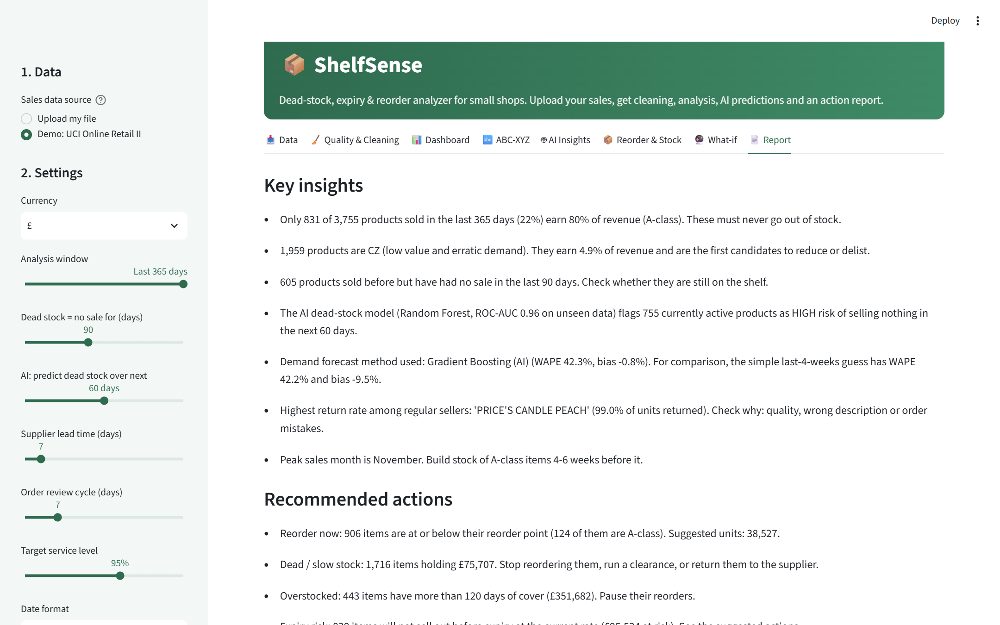 Deploy
1. Data
Sales data source
Upload my file
Demo: UCI Online Retail II
2. Settings
Currency
£
Analysis window
Last 365 days
Dead stock = no sale for (days)
90
AI: predict dead stock over next
60 days
Supplier lead time (days)
7
Order review cycle (days)
7
Target service level
95%
Date format
ShelfSense
Dead-stock, expiry & reorder analyzer for small shops. Upload your sales, get cleaning, analysis, AI predictions and an action report.
Data Quality & Cleaning Dashboard abc ABC-XYZ AI Insights Reorder & Stock What-if Report
Key insights
• Only 831 of 3,755 products sold in the last 365 days (22%) earn 80% of revenue (A-class). These must never go out of stock.
• 1,959 products are CZ (low value and erratic demand). They earn 4.9% of revenue and are the first candidates to reduce or delist.
• 605 products sold before but have had no sale in the last 90 days. Check whether they are still on the shelf.
• The AI dead-stock model (Random Forest, ROC-AUC 0.96 on unseen data) flags 755 currently active products as HIGH risk of selling nothing in
the next 60 days.
• Demand forecast method used: Gradient Boosting (AI) (WAPE 42.3%, bias -0.8%). For comparison, the simple last-4-weeks guess has WAPE
42.2% and bias -9.5%.
• Highest return rate among regular sellers: 'PRICE'S CANDLE PEACH' (99.0% of units returned). Check why: quality, wrong description or order
mistakes.
• Peak sales month is November. Build stock of A-class items 4-6 weeks before it.
Recommended actions
• Reorder now: 906 items are at or below their reorder point (124 of them are A-class). Suggested units: 38,527.
• Dead / slow stock: 1,716 items holding £75,707. Stop reordering them, run a clearance, or return them to the supplier.
• Overstocked: 443 items have more than 120 days of cover (£351,682). Pause their reorders.
items will not sell out before expiry at the current rate